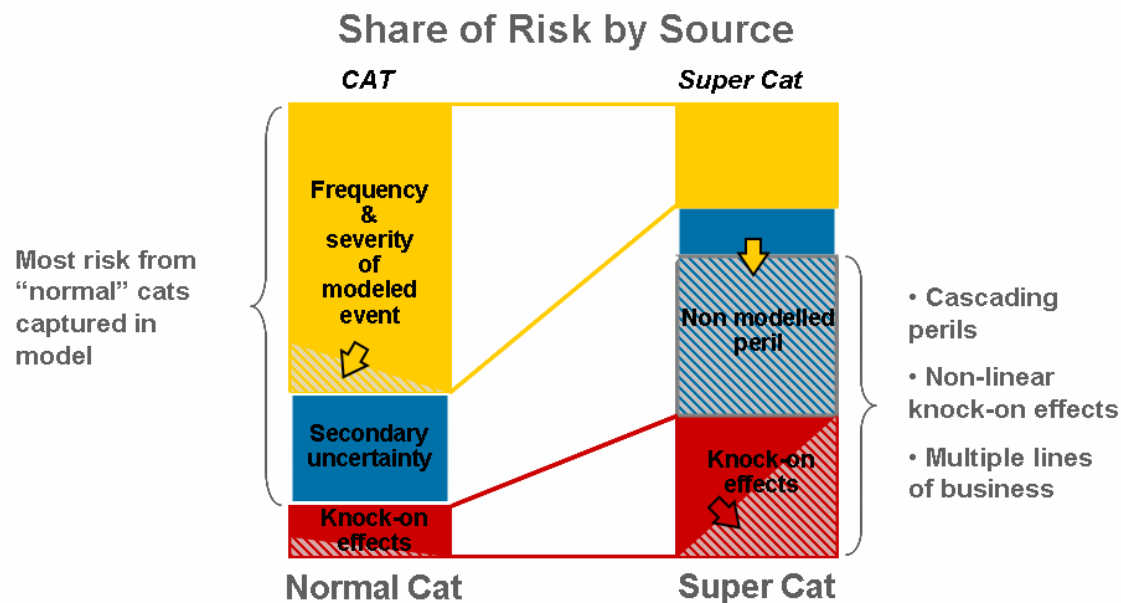 Share of Risk by Source
CAT
Super Cat
Frequency
&
severity
of
modeled
event
Most risk from
“normal” cats
captured in
model
Secondary
uncertainty
Knock-on
effects
Non modelled
peril
Knock-on
effects
• Cascading
perils
• Non-linear
knock-on effects
• Multiple lines
of business
Normal Cat
Super Cat